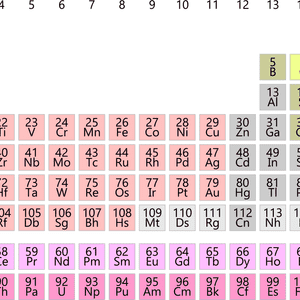 4 5 6 7 8 9 10 11 12 13
5
B
13
Al
22 23 24 25 26 27 28 29 30 31
Ti V Cr Mn Fe Co Ni Cu Zn Ga
40 41 42 43 44 45 46 47 48 49
Zr Nb Mo Tc Ru Rh Pd Ag Cd In
72 73 74 75 76 77 78 79 80 81
Hf Ta W Re Os Ir Pt Au Hg Tl
104 105 106 107 108 109 110 111 112 113
Rf Db Sg Bh Hs Mt Ds Rg Cn Nh
58 59 60 61 62 63 64 65 66 67
Ce Pr Nd Pm Sm Eu Gd Tb Dy Ho
90 91 92 93 94 95 96 97 98 99
Th Pa U Np Pu Am Cm Bk Cf Es